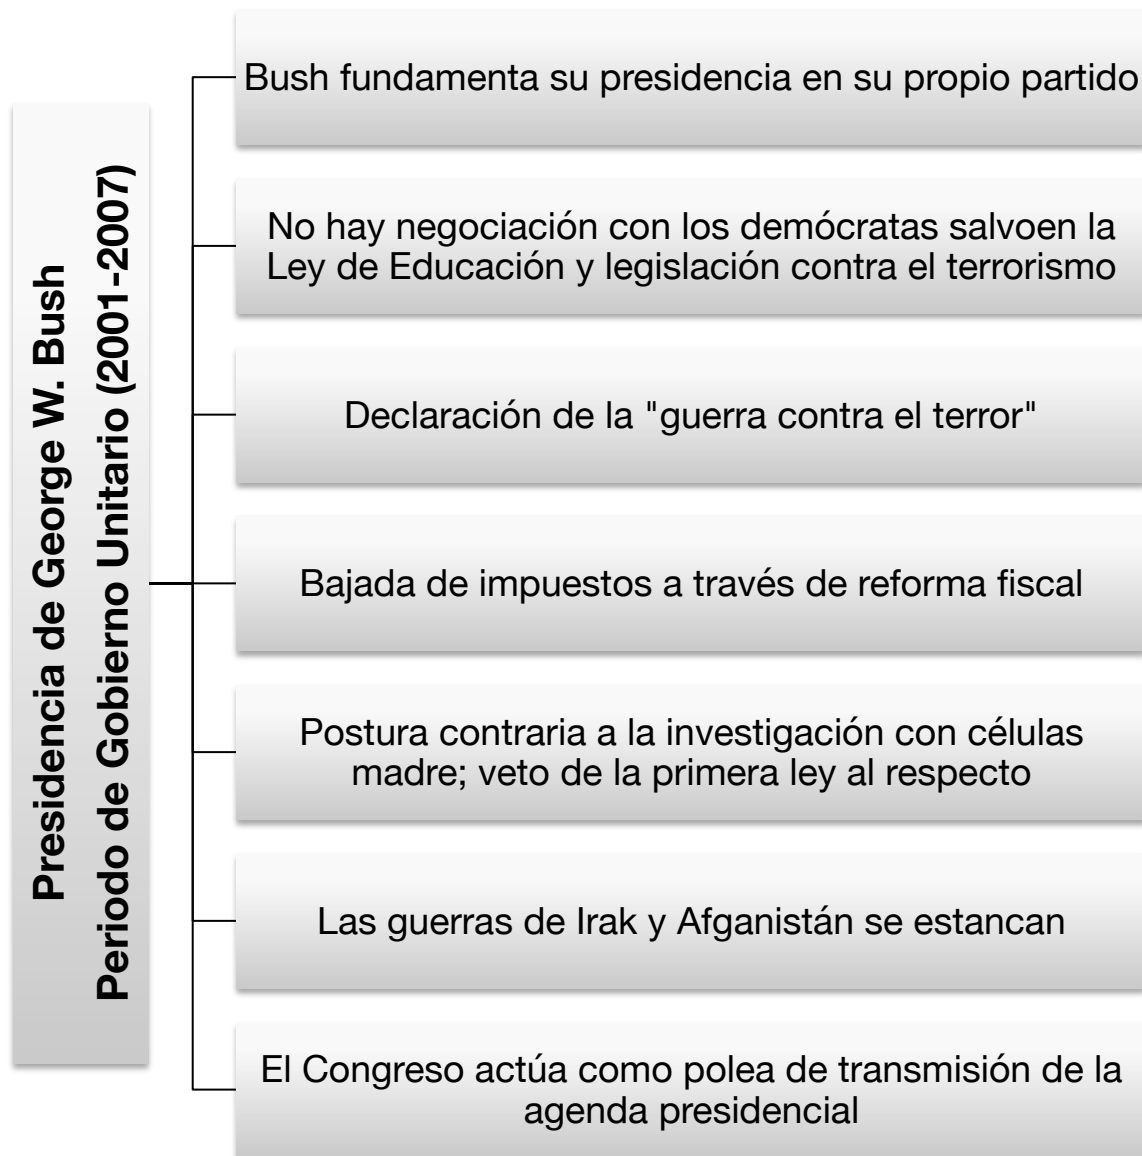 Presidencia de George W. Bush
Periodo de Gobierno Unitario (2001-2007)
Bush fundamenta su presidencia en su propio partido
No hay negociación con los demócratas salvoen la
Ley de Educación y legislación contra el terrorismo
Declaración de la "guerra contra el terror"
Bajada de impuestos a través de reforma fiscal
Postura contraria a la investigación con células
madre; veto de la primera ley al respecto
Las guerras de Irak y Afganistán se estancan
El Congreso actúa como polea de transmisión de la
agenda presidencial